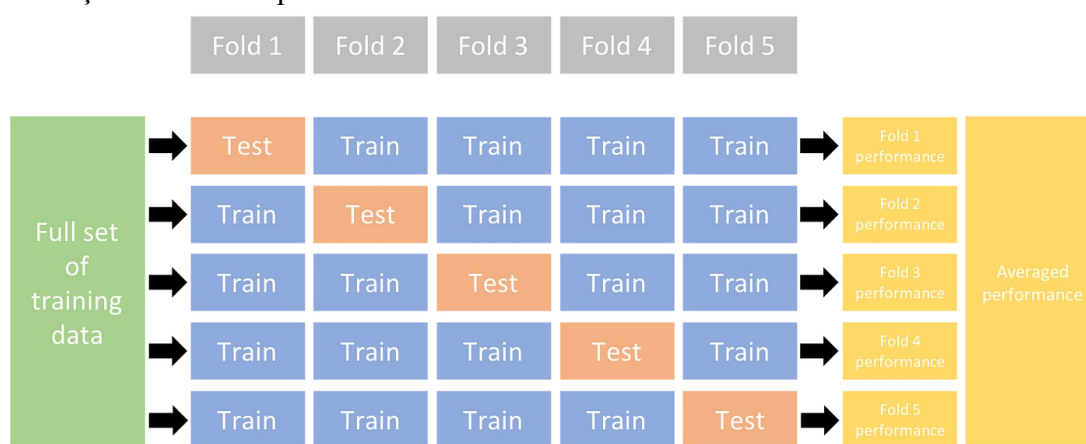 Fold 1 Fold 2 Fold 3 Fold 4 Fold 5
Full set
of
training
data
Test Train Train Train Train
Fold 1
performance
Train Test Train Train Train
Fold 2
performance
Train Train Test Train Train
Fold 3
performance
Train Train Train Test Train
Fold 4
performance
Train Train Train Train Test
Fold 5
performance
Averaged
performance